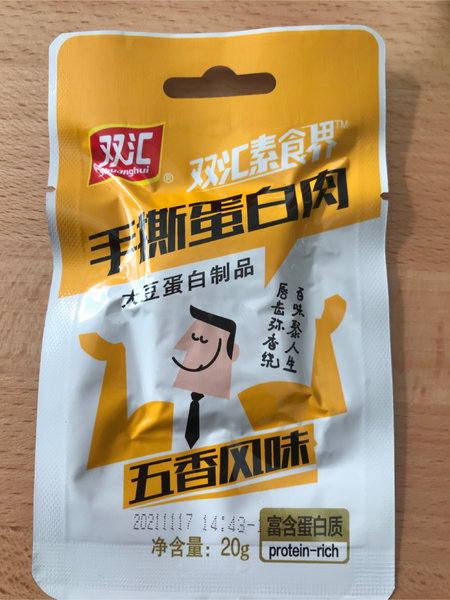 双汇
Shuanghui
®
双汇素食界™
手撕蛋白肉
大豆蛋白制品
百味聚人生
唇齿弥香绕
五香风味
20211117 14:43-
净含量：20g
富含蛋白质
protein-rich